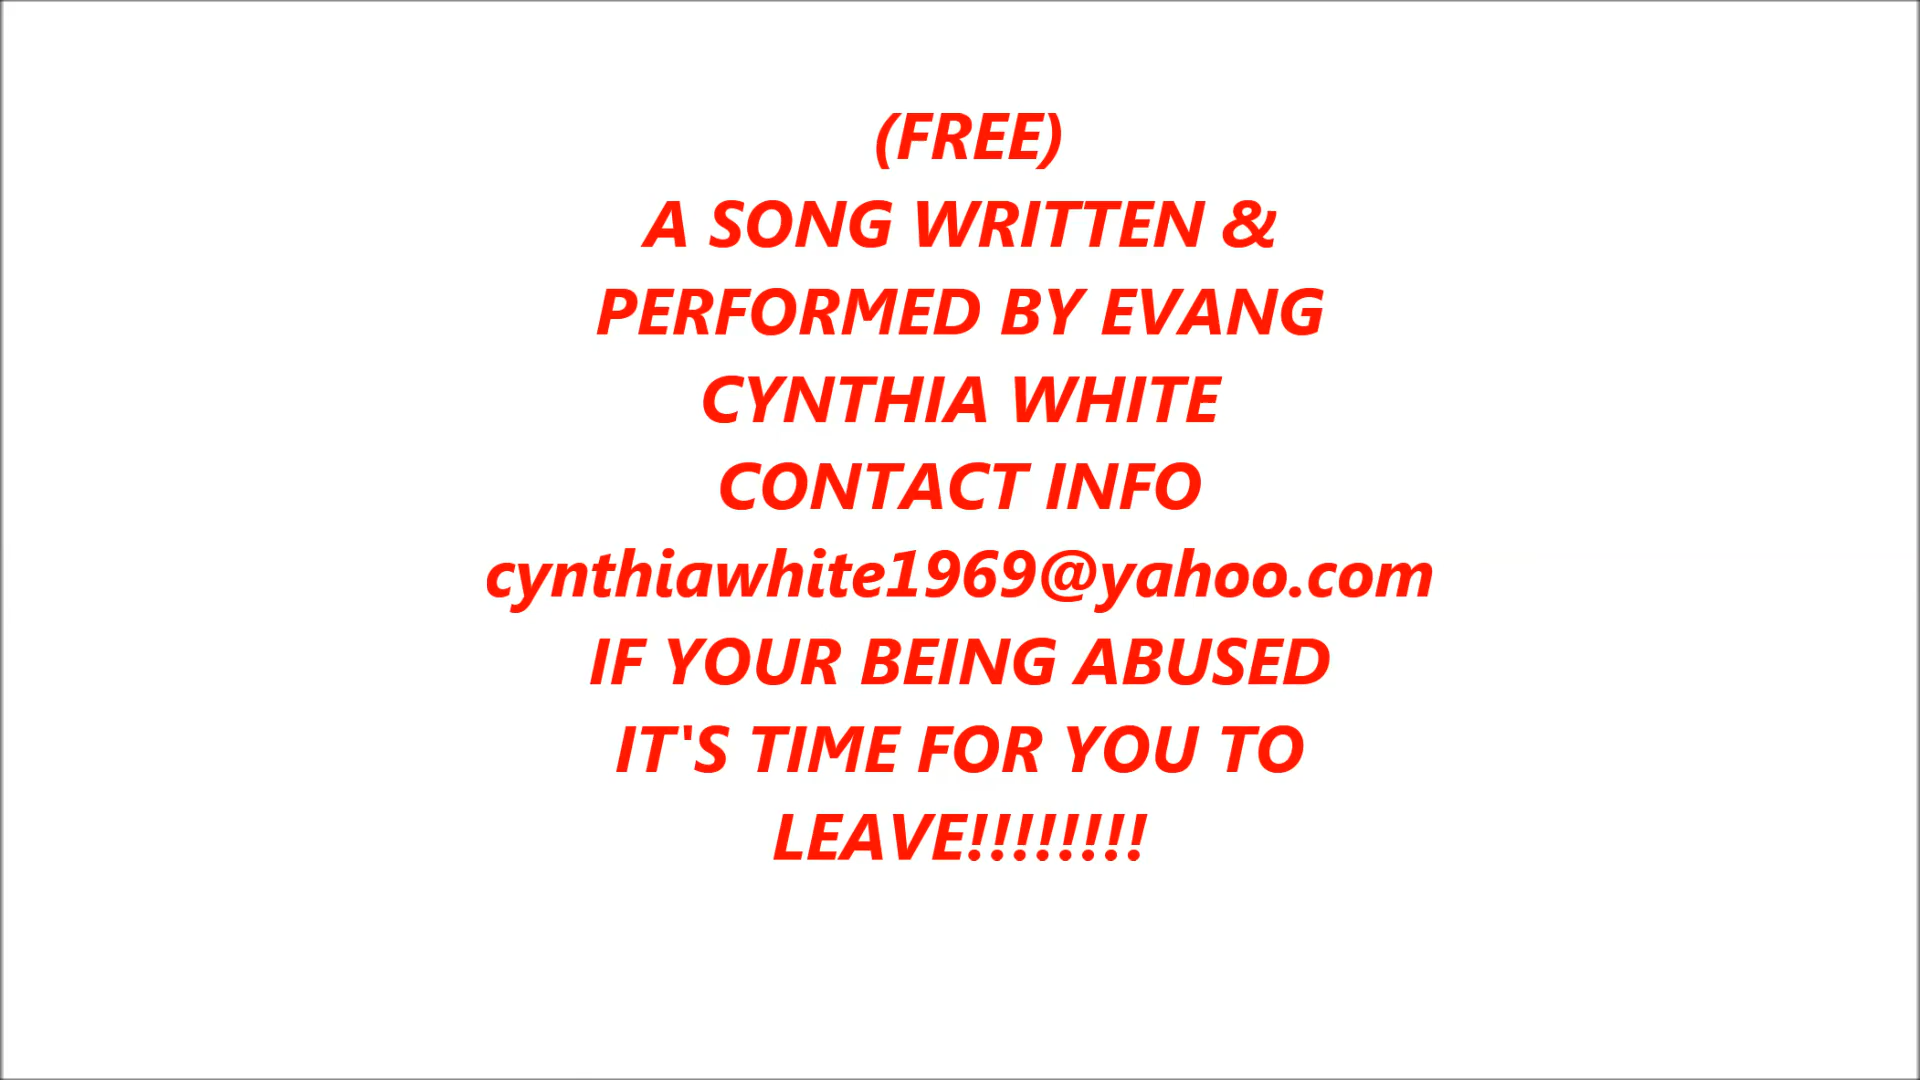 (FREE)
A SONG WRITTEN &
PERFORMED BY EVANG
CYNTHIA WHITE
CONTACT INFO
cynthiawhite1969@yahoo.com
IF YOUR BEING ABUSED
IT'S TIME FOR YOU TO
LEAVE!!!!!!!!